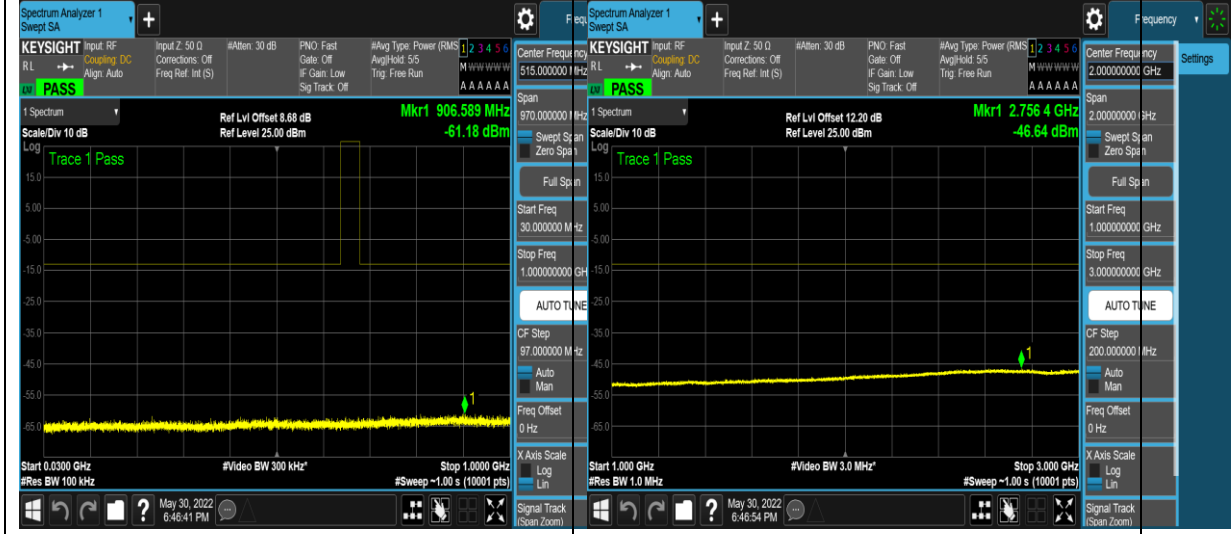 Spectrum Analyzer 1
Swept SA
KEYSIGHT
RL
Input: RF
Coupling: DC
Align: Auto
Input Z: 50 Ω
Corrections: Off
Freq Ref: Int (S)
#Atten: 30 dB
PNO: Fast
Gate: Off
IF Gain: Low
Sig Track: Off
#Avg Type: Power (RMS
Avg|Hold: 5/5
Trig: Free Run
1 2 3 4 5 6
M W W W W W
A A A A A A
PASS
1 Spectrum
Scale/Div 10 dB
Log
Ref Lvl Offset 8.68 dB
Ref Level 25.00 dBm
Mkr1 906.589 MHz
-61.18 dBm
Trace 1 Pass
15.0
5.00
-5.00
-15.0
-25.0
-35.0
-45.0
-55.0
-65.0
1
Start 0.0300 GHz
#Res BW 100 kHz
#Video BW 300 kHz*
Stop 1.0000 GHz
#Sweep ~1.00 s (10001 pts)
May 30, 2022
6:46:41 PM
Center Frequency
515.000000 MHz
Span
970.000000 MHz
Swept Span
Zero Span
Full Span
Start Freq
30.000000 MHz
Stop Freq
1.000000000 GH
AUTO TUNE
CF Step
97.000000 MHz
Auto
Man
Freq Offset
0 Hz
X Axis Scale
Log
Lin
Signal Track
(Span Zoom)
Spectrum Analyzer 1
Swept SA
KEYSIGHT
RL
Input: RF
Coupling: DC
Align: Auto
Input Z: 50 Ω
Corrections: Off
Freq Ref: Int (S)
#Atten: 30 dB
PNO: Fast
Gate: Off
IF Gain: Low
Sig Track: Off
#Avg Type: Power (RMS
Avg|Hold: 5/5
Trig: Free Run
1 2 3 4 5 6
M W W W W W
A A A A A A
PASS
1 Spectrum
Scale/Div 10 dB
Log
Ref Lvl Offset 12.20 dB
Ref Level 25.00 dBm
Mkr1 2.756 4 GHz
-46.64 dBm
Trace 1 Pass
15.0
5.00
-5.00
-15.0
-25.0
-35.0
-45.0
-55.0
-65.0
1
Start 1.000 GHz
#Res BW 1.0 MHz
#Video BW 3.0 MHz*
Stop 3.000 GHz
#Sweep ~1.00 s (10001 pts)
May 30, 2022
6:46:54 PM
Frequency
Settings
Center Frequency
2.000000000 GHz
Span
2.00000000 GHz
Swept Span
Zero Span
Full Span
Start Freq
1.000000000 GHz
Stop Freq
3.000000000 GHz
AUTO TUNE
CF Step
200.000000 MHz
Auto
Man
Freq Offset
0 Hz
X Axis Scale
Log
Lin
Signal Track
(Span Zoom)